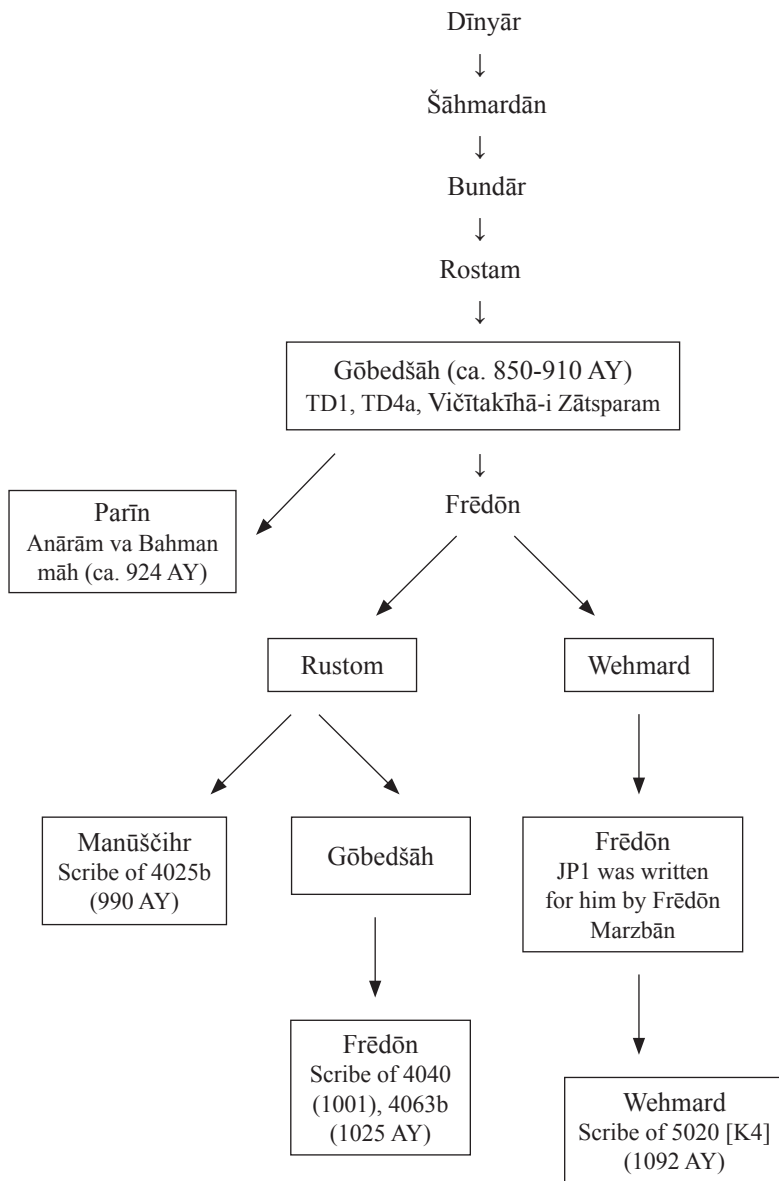 Dīnyār
↓
Šāhmardān
↓
Bundār
↓
Rostam
↓
Gōbedšāh (ca. 850-910 AY)
TD1, TD4a, Vičītakīhā-i Zātsparam
↓
Parīn
Anārām va Bahman
māh (ca. 924 AY)
Frēdōn
Rustom
Wehmard
Manūščihr
Scribe of 4025b
(990 AY)
Gōbedšāh
Frēdōn
JP1 was written
for him by Frēdōn
Marzbān
Frēdōn
Scribe of 4040
(1001), 4063b
(1025 AY)
Wehmard
Scribe of 5020 [K4]
(1092 AY)